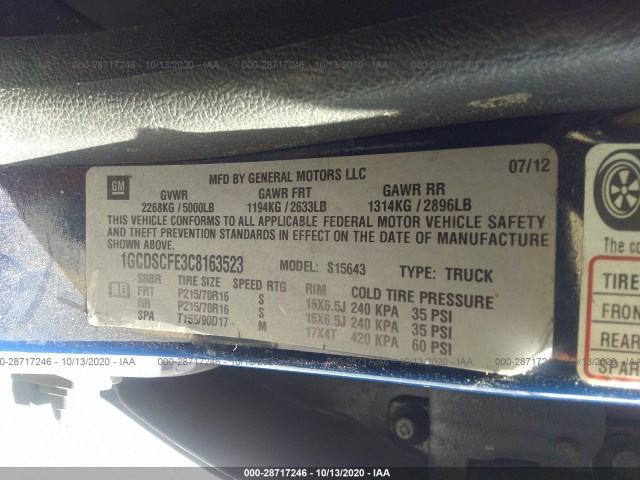 000-28717246 - 10/13/2020 - IAA
GM
MFD BY GENERAL MOTORS LLC
07/12
GVWR GAWR FRT GAWR RR
2268KG / 5000LB 1194KG / 2633LB 1314KG / 2896LB
THIS VEHICLE CONFORMS TO ALL APPLICABLE FEDERAL MOTOR VEHICLE SAFETY
AND THEFT PREVENTION STANDARDS IN EFFECT ON THE DATE OF MANUFACTURE
SHOWN ABOVE.
1GCDSCFE3C8163523 MODEL: S15643 TYPE: TRUCK
TIRE SIZE SPEED RTG RIM COLD TIRE PRESSURE
FRT P215/70R16 S 16X6.5J 240 KPA 35 PSI
RR P215/70R16 S 16X6.5J 240 KPA 35 PSI
SPA T155/90D17 M 17X4T 420 KPA 60 PSI
The co
TIRE
FRON
REAR
SPAR
000-28717246 - 10/13/2020 - IAA